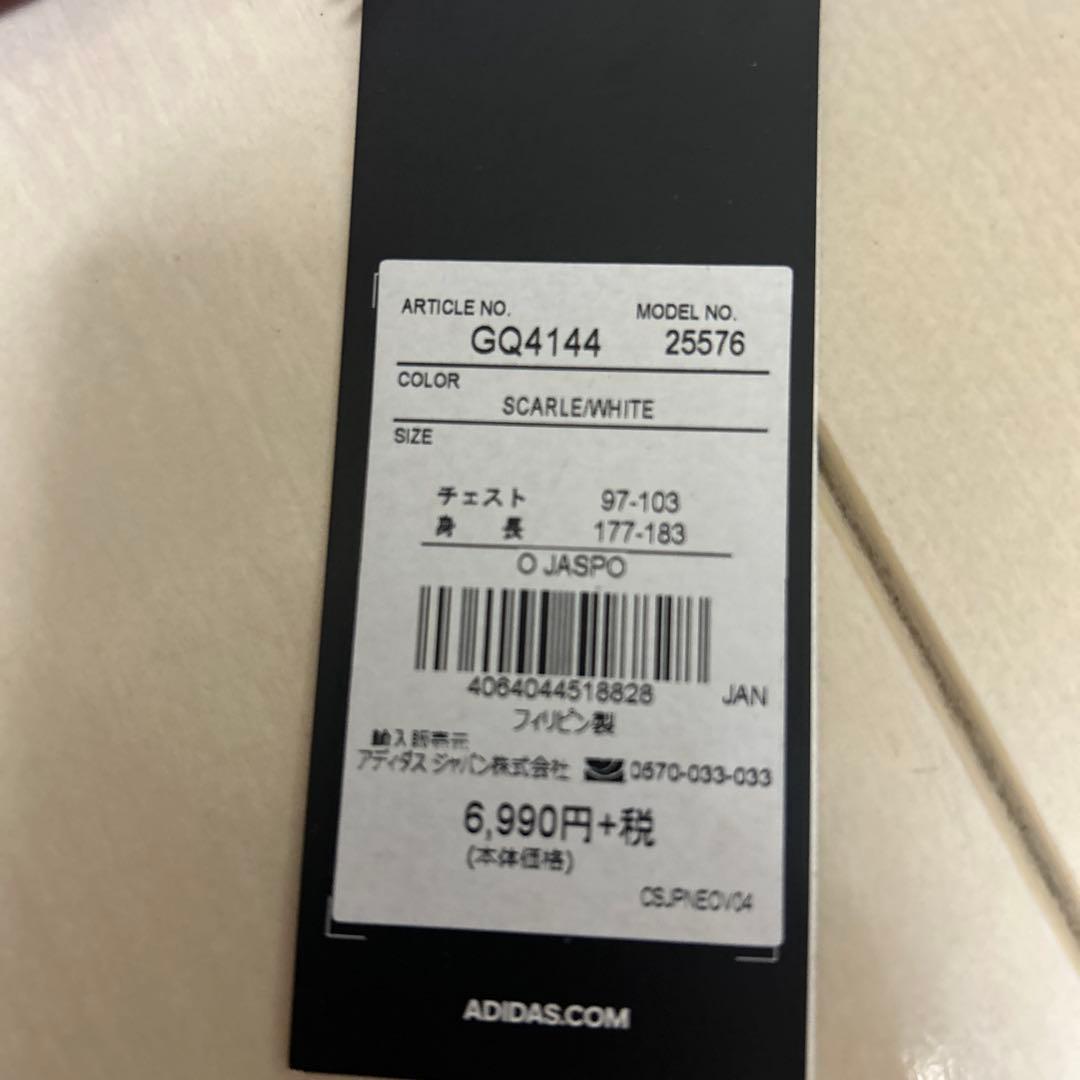 ARTICLE NO. MODEL NO.
GQ4144 25576
COLOR
SCARLE/WHITE
SIZE
チェスト 97-103
身 長 177-183
O JASPO
4064044518828 JAN
フィリピン製
輸入販売元
アディダス ジャパン株式会社 0570-033-033
6,990円+税
(本体価格)
CSJPNEOV04
ADIDAS.COM